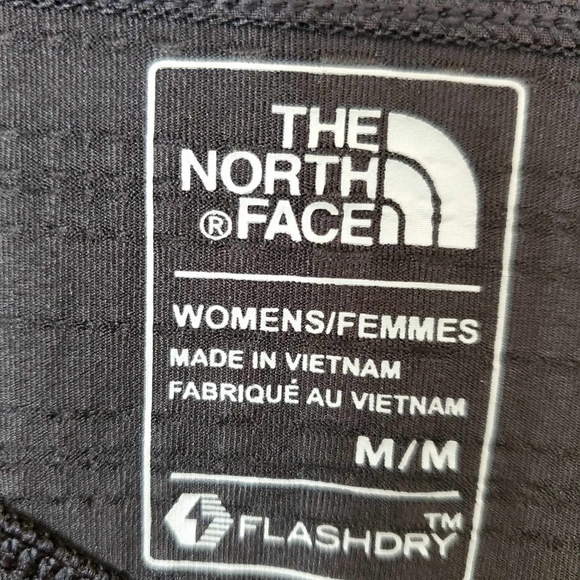 THE
NORTH
® FACE
WOMENS/FEMMES
MADE IN VIETNAM
FABRIQUÉ AU VIETNAM
M/M
FLASHDRY™